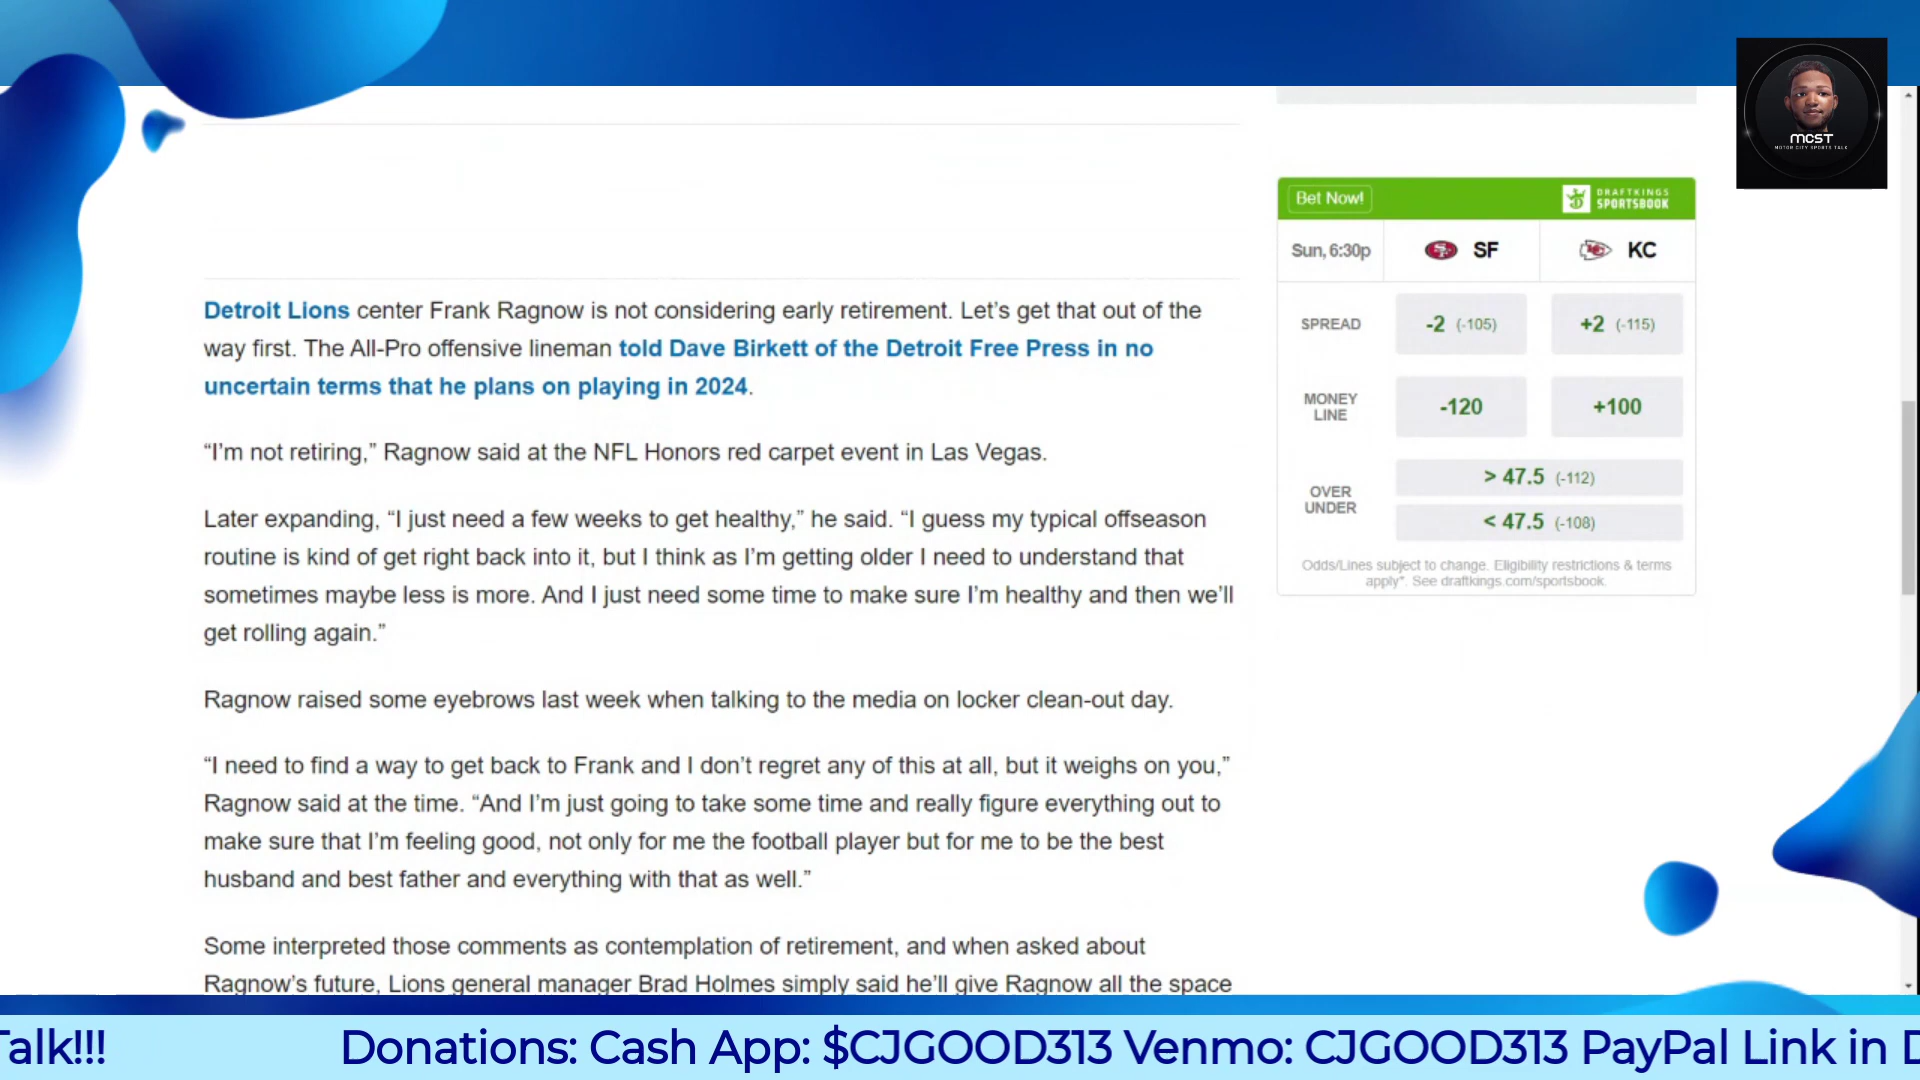 MCST
MOTOR CITY SPORTS TALK
Bet Now!
DRAFTKINGS
SPORTSBOOK
Sun, 6:30p SF KC
SPREAD -2 (-105) +2 (-115)
MONEY
LINE
-120 +100
OVER
UNDER
> 47.5 (-112)
< 47.5 (-108)
Odds/Lines subject to change. Eligibility restrictions & terms
apply*. See draftkings.com/sportsbook.
Detroit Lions center Frank Ragnow is not considering early retirement. Let’s get that out of the
way first. The All-Pro offensive lineman told Dave Birkett of the Detroit Free Press in no
uncertain terms that he plans on playing in 2024.
“I’m not retiring,” Ragnow said at the NFL Honors red carpet event in Las Vegas.
Later expanding, “I just need a few weeks to get healthy,” he said. “I guess my typical offseason
routine is kind of get right back into it, but I think as I’m getting older I need to understand that
sometimes maybe less is more. And I just need some time to make sure I’m healthy and then we’ll
get rolling again.”
Ragnow raised some eyebrows last week when talking to the media on locker clean-out day.
“I need to find a way to get back to Frank and I don’t regret any of this at all, but it weighs on you,”
Ragnow said at the time. “And I’m just going to take some time and really figure everything out to
make sure that I’m feeling good, not only for me the football player but for me to be the best
husband and best father and everything with that as well.”
Some interpreted those comments as contemplation of retirement, and when asked about
Ragnow’s future, Lions general manager Brad Holmes simply said he’ll give Ragnow all the space
Talk!!! Donations: Cash App: $CJGOOD313 Venmo: CJGOOD313 PayPal Link in D